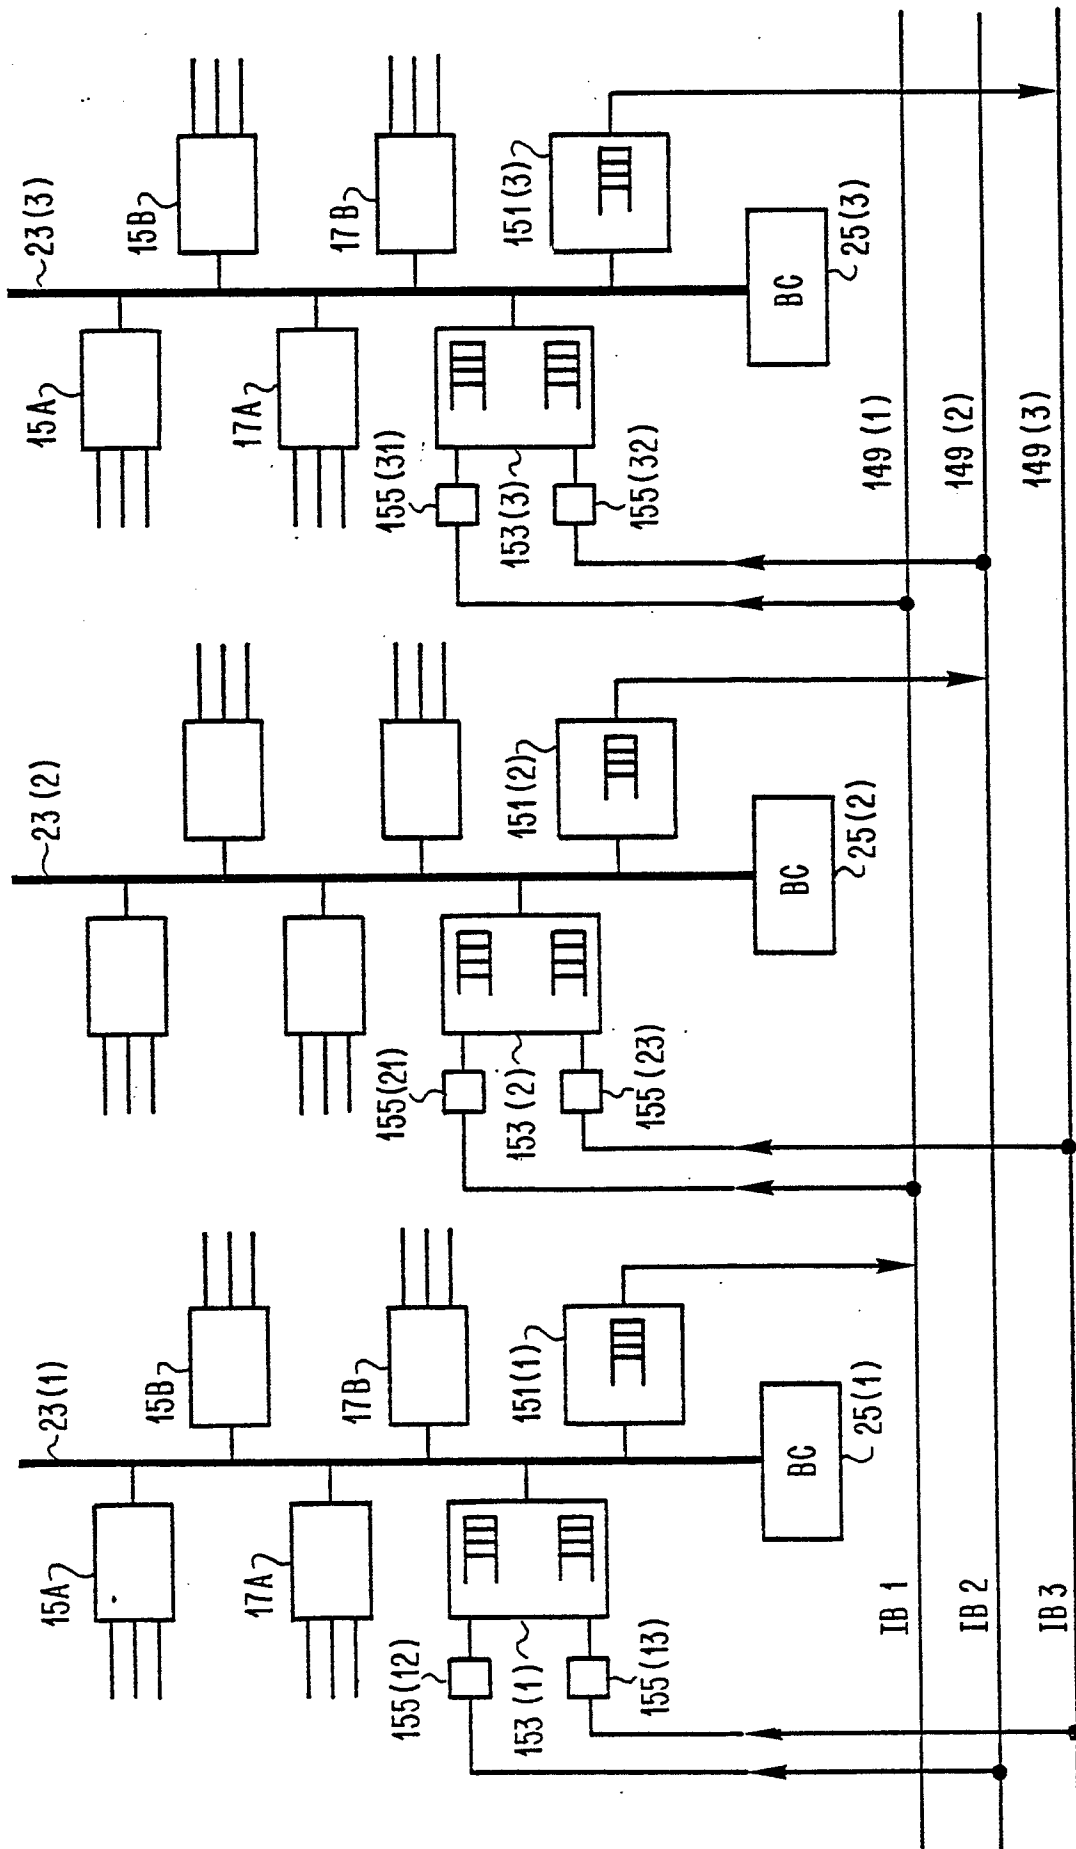 23(1)
15A
15B
17A
17B
155(12)
153(1)
155(13)
151(1)
BC
25(1)
23(2)
155(21)
153(2)
155(23)
151(2)
BC
25(2)
23(3)
15A
15B
17A
17B
155(31)
153(3)
155(32)
151(3)
BC
25(3)
IB 1
149(1)
IB 2
149(2)
IB 3
149(3)